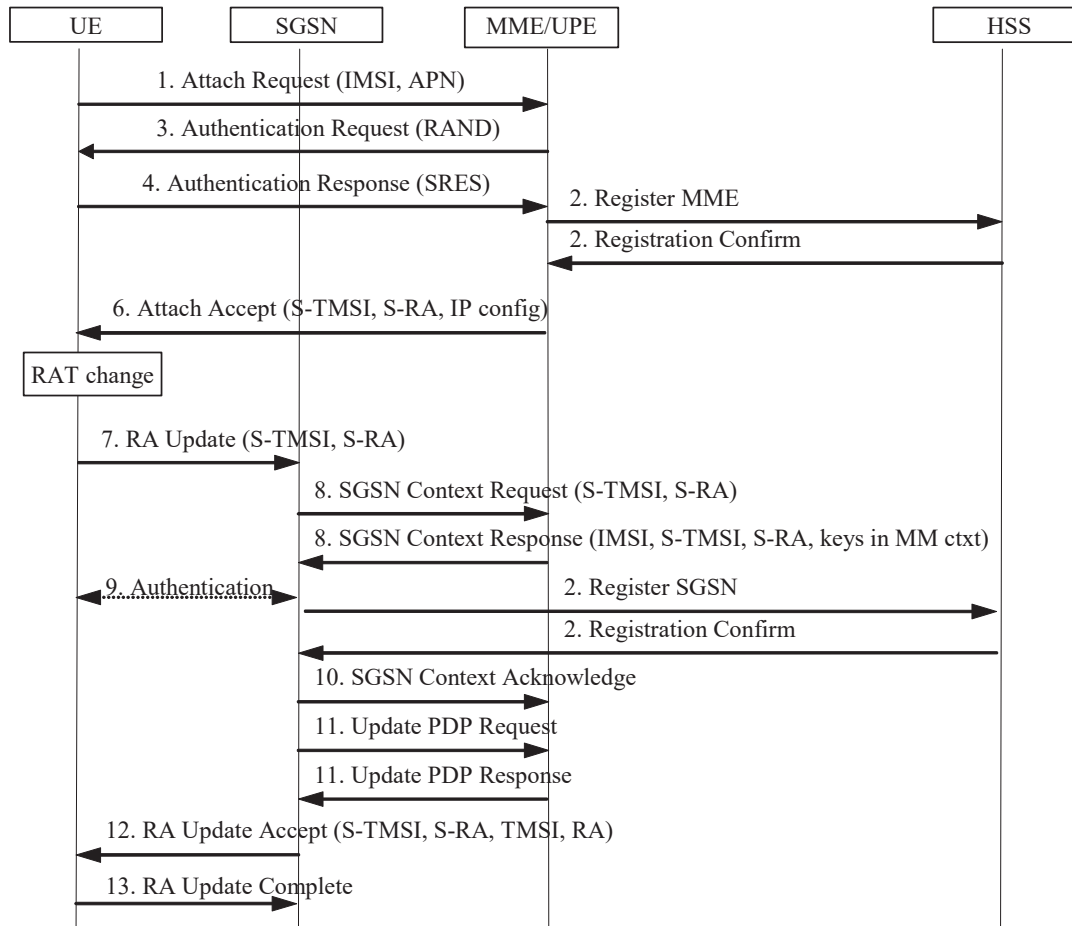 UE
SGSN
MME/UPE
HSS
1. Attach Request (IMSI, APN)
3. Authentication Request (RAND)
4. Authentication Response (SRES)
2. Register MME
2. Registration Confirm
6. Attach Accept (S-TMSI, S-RA, IP config)
RAT change
7. RA Update (S-TMSI, S-RA)
8. SGSN Context Request (S-TMSI, S-RA)
8. SGSN Context Response (IMSI, S-TMSI, S-RA, keys in MM ctxt)
9. Authentication
2. Register SGSN
2. Registration Confirm
10. SGSN Context Acknowledge
11. Update PDP Request
11. Update PDP Response
12. RA Update Accept (S-TMSI, S-RA, TMSI, RA)
13. RA Update Complete